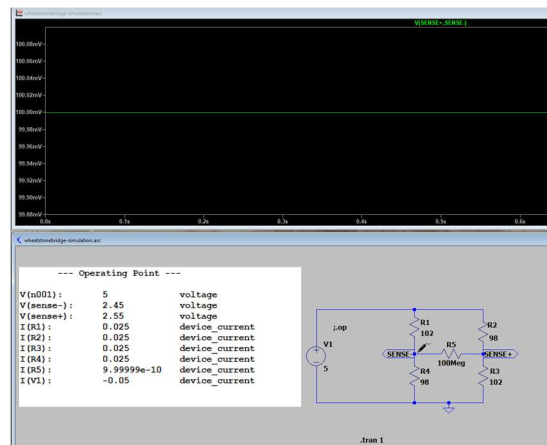 wheatstonebridge-simulation.raw
V(SENSE+,SENSE-)
100.08mV
100.06mV
100.04mV
100.02mV
100.00mV
99.98mV
99.96mV
99.94mV
99.92mV
99.90mV
99.88mV
0.0s 0.1s 0.2s 0.3s 0.4s 0.5s 0.6s
wheatstonebridge-simulation.asc
--- Operating Point ---
V(n001): 5 voltage
V(sense-): 2.45 voltage
V(sense+): 2.55 voltage
I(R1): 0.025 device_current
I(R2): 0.025 device_current
I(R3): 0.025 device_current
I(R4): 0.025 device_current
I(R5): 9.99999e-10 device_current
I(V1): -0.05 device_current
;.op
R1
102
R2
98
V1
5
SENSE-
R5
100Meg
SENSE+
R4
98
R3
102
.tran 1